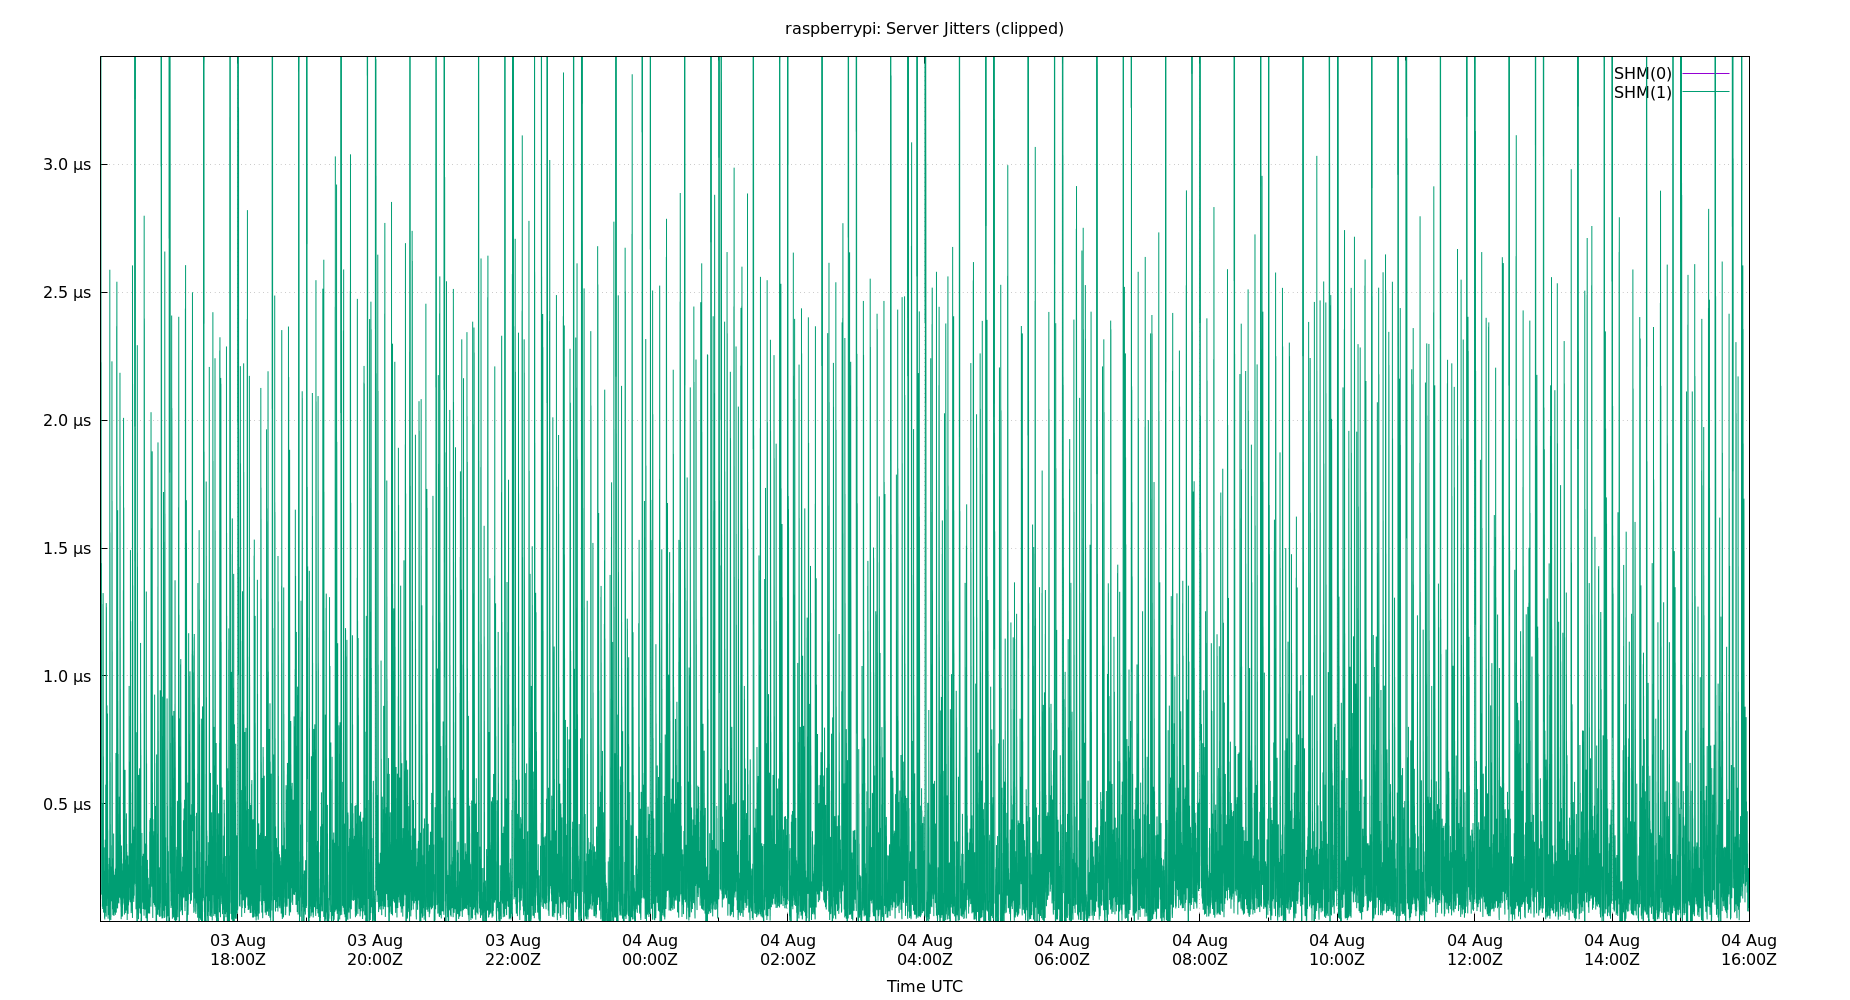 raspberrypi: Server Jitters (clipped)
SHM(0)
SHM(1)
3.0 µs
2.5 µs
2.0 µs
1.5 µs
1.0 µs
0.5 µs
03 Aug 03 Aug 03 Aug 04 Aug 04 Aug 04 Aug 04 Aug 04 Aug 04 Aug 04 Aug 04 Aug 04 Aug
18:00Z 20:00Z 22:00Z 00:00Z 02:00Z 04:00Z 06:00Z 08:00Z 10:00Z 12:00Z 14:00Z 16:00Z
Time UTC